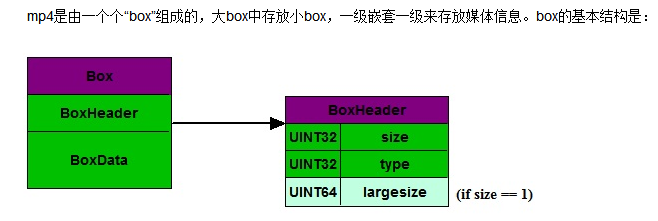 mp4是由一个个“box”组成的，大box中存放小box，一级嵌套一级来存放媒体信息。box的基本结构是：
Box
BoxHeader
BoxData
BoxHeader
UINT32 size
UINT32 type
UINT64 largesize (if size == 1)